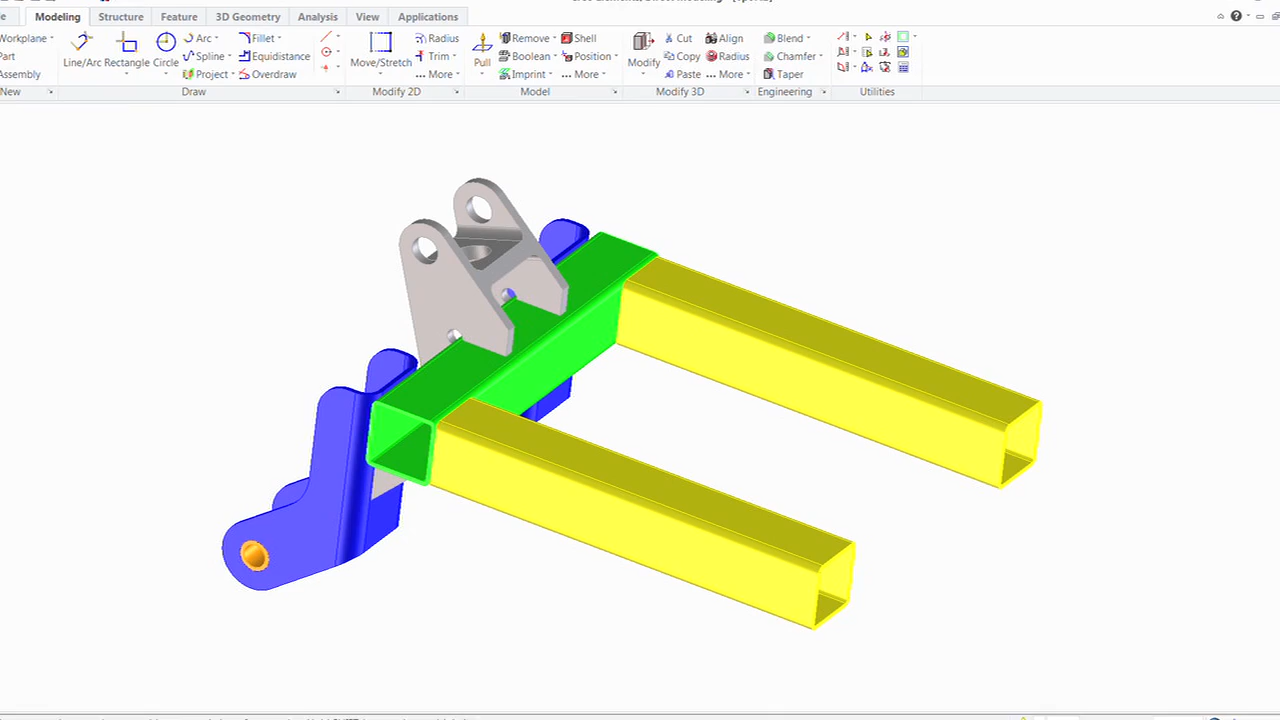 Modeling Structure Feature 3D Geometry Analysis View Applications
Workplane Arc Fillet Radius Remove Shell Cut Align Blend
Part Line/Arc Rectangle Circle Spline Equidistance Move/Stretch Trim Pull Boolean Position Modify Copy Radius Chamfer
Assembly Project Overdraw ... More Imprint ... More Paste ... More Taper
New Draw Modify 2D Model Modify 3D Engineering Utilities